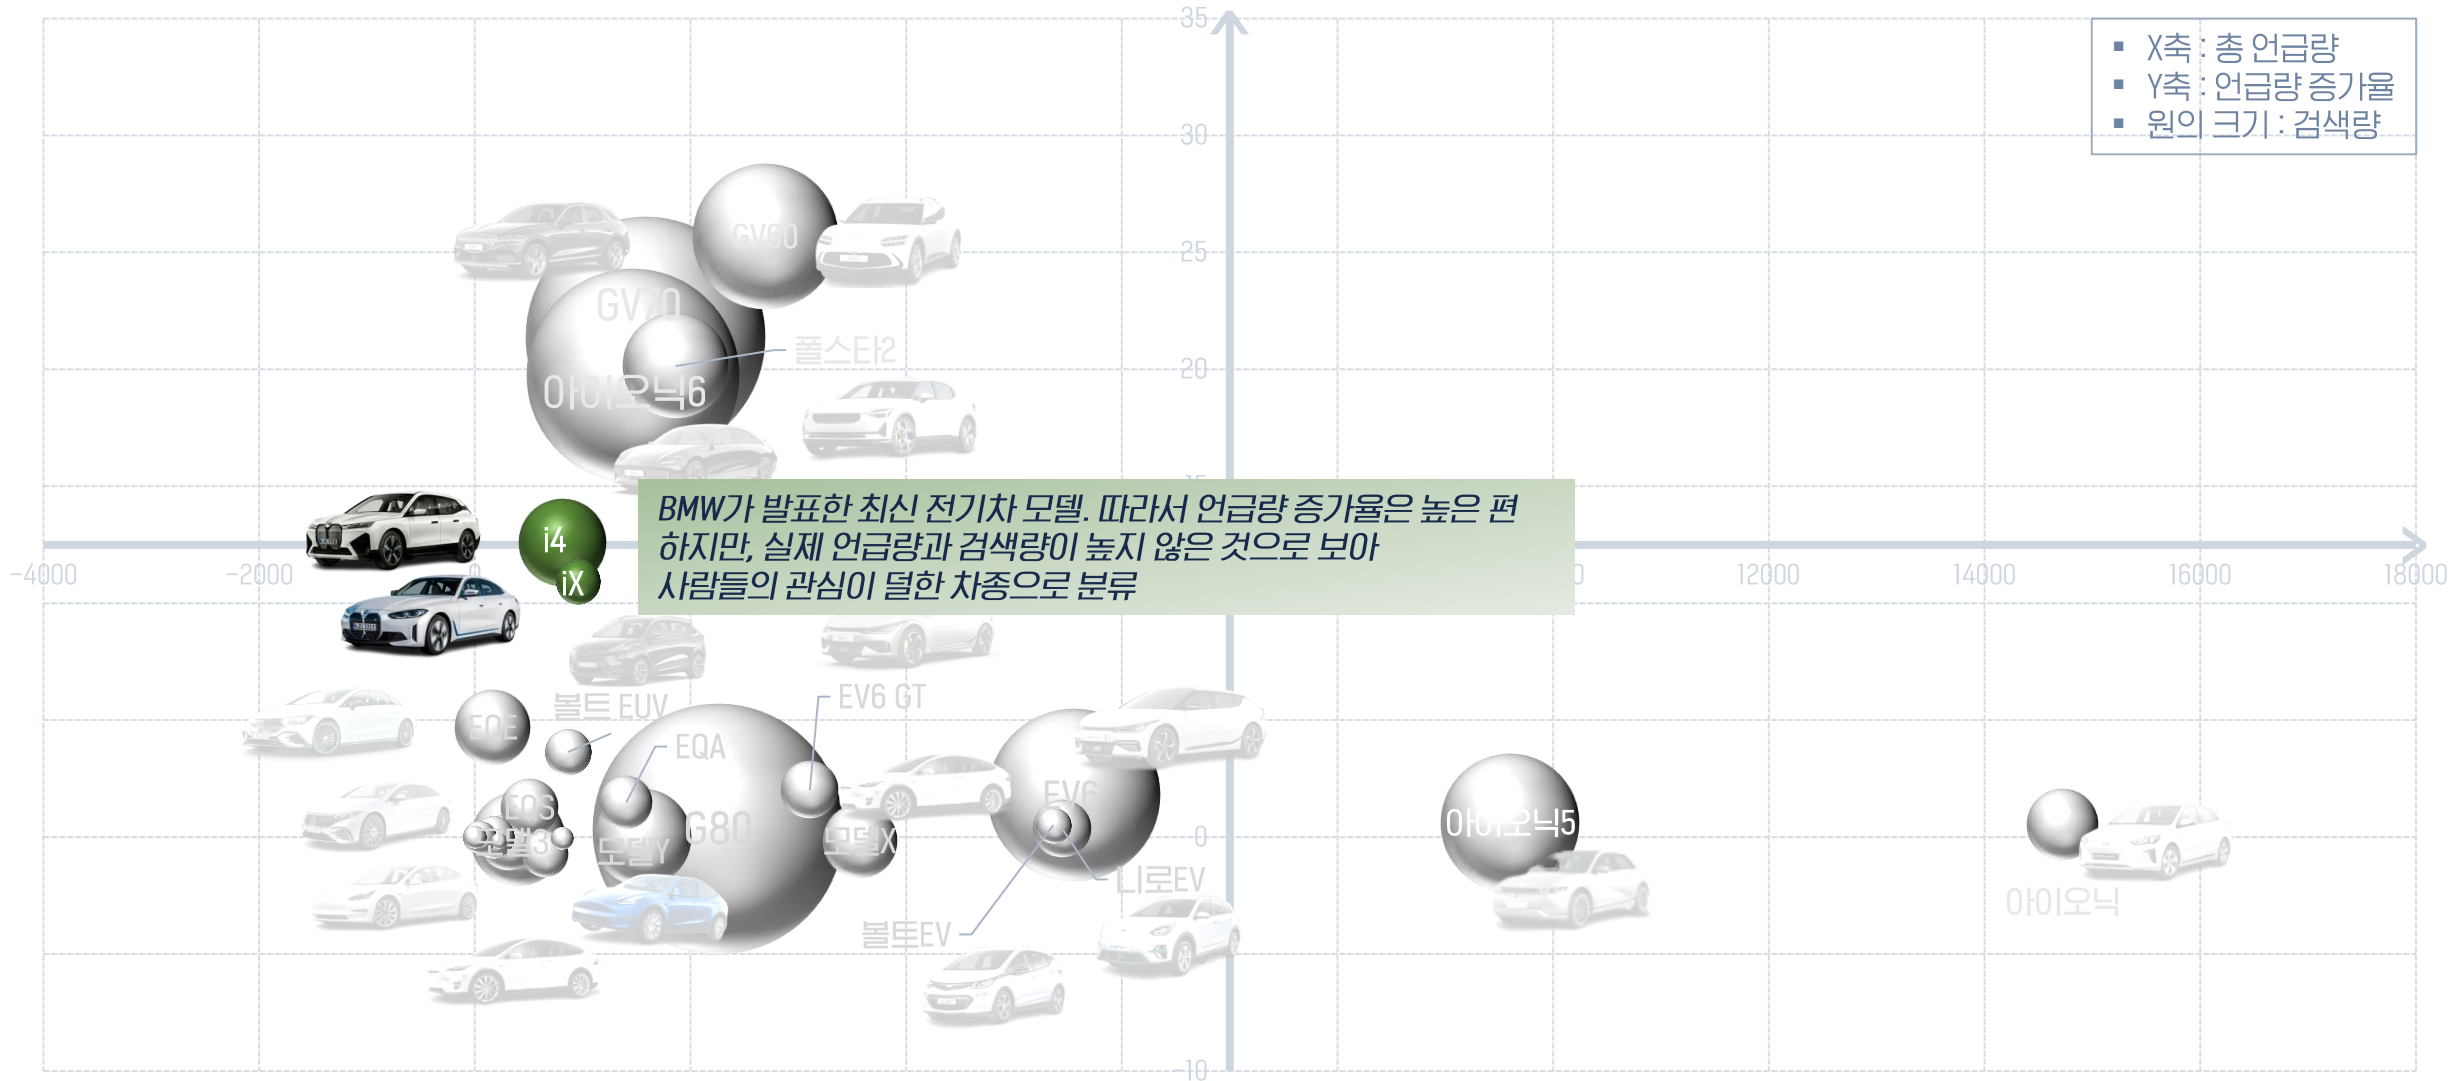 35
▪ X축 : 총 언급량
▪ Y축 : 언급량 증가율
▪ 원의 크기 : 검색량
30
GV60
25
GV70
폴스타2
20
아이오닉6
15
BMW가 발표한 최신 전기차 모델. 따라서 언급량 증가율은 높은 편
하지만, 실제 언급량과 검색량이 높지 않은 것으로 보아
사람들의 관심이 덜한 차종으로 분류
i4
iX
-4000
-2000
0
12000
14000
16000
18000
EV6 GT
볼트 EUV
EQE
EQA
EV6
EQS
모델3
모델Y
G80
모델X
아이오닉5
0
니로EV
아이오닉
볼트EV
-10